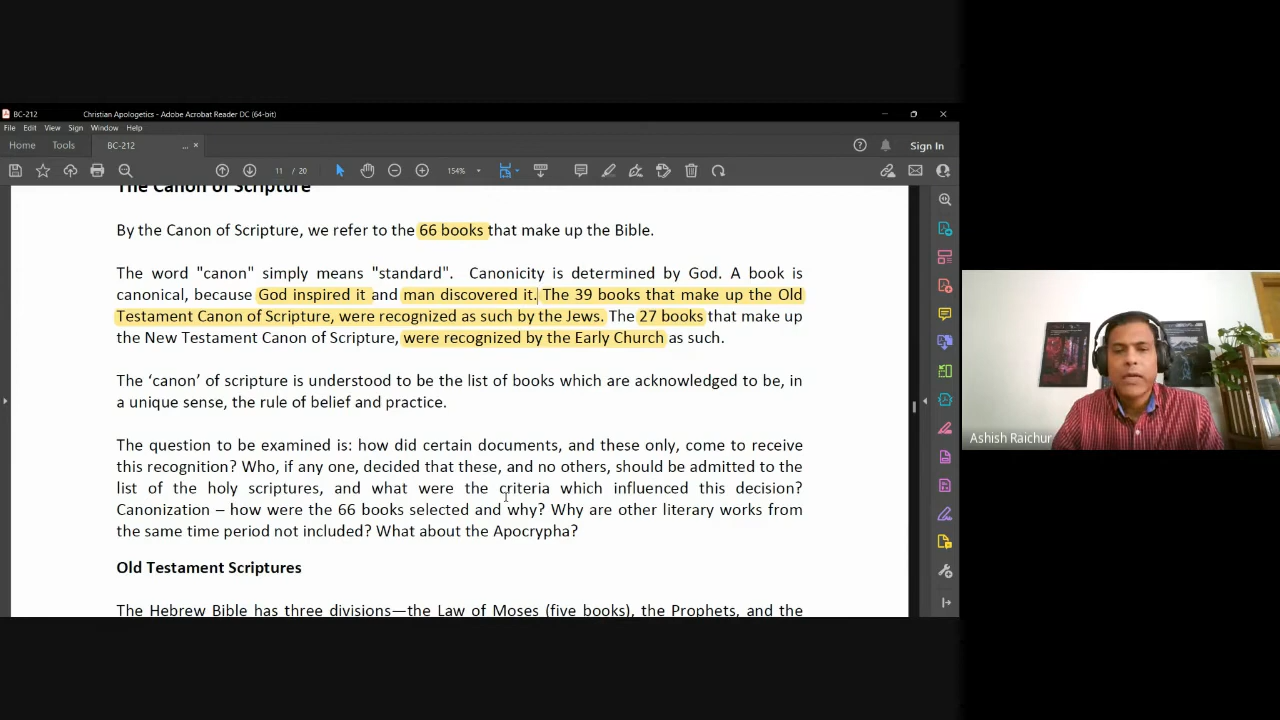 BC-212 Christian Apologetics - Adobe Acrobat Reader DC (64-bit)
File Edit View Sign Window Help
Home Tools BC-212 ... × Sign In
11 / 20 154%
The Canon of Scripture
By the Canon of Scripture, we refer to the 66 books that make up the Bible.
The word "canon" simply means "standard". Canonicity is determined by God. A book is
canonical, because God inspired it and man discovered it. The 39 books that make up the Old
Testament Canon of Scripture, were recognized as such by the Jews. The 27 books that make up
the New Testament Canon of Scripture, were recognized by the Early Church as such.
The ‘canon’ of scripture is understood to be the list of books which are acknowledged to be, in
a unique sense, the rule of belief and practice.
The question to be examined is: how did certain documents, and these only, come to receive
this recognition? Who, if any one, decided that these, and no others, should be admitted to the
list of the holy scriptures, and what were the criteria which influenced this decision?
Canonization – how were the 66 books selected and why? Why are other literary works from
the same time period not included? What about the Apocrypha?
Old Testament Scriptures
The Hebrew Bible has three divisions—the Law of Moses (five books), the Prophets, and the
Ashish Raichur